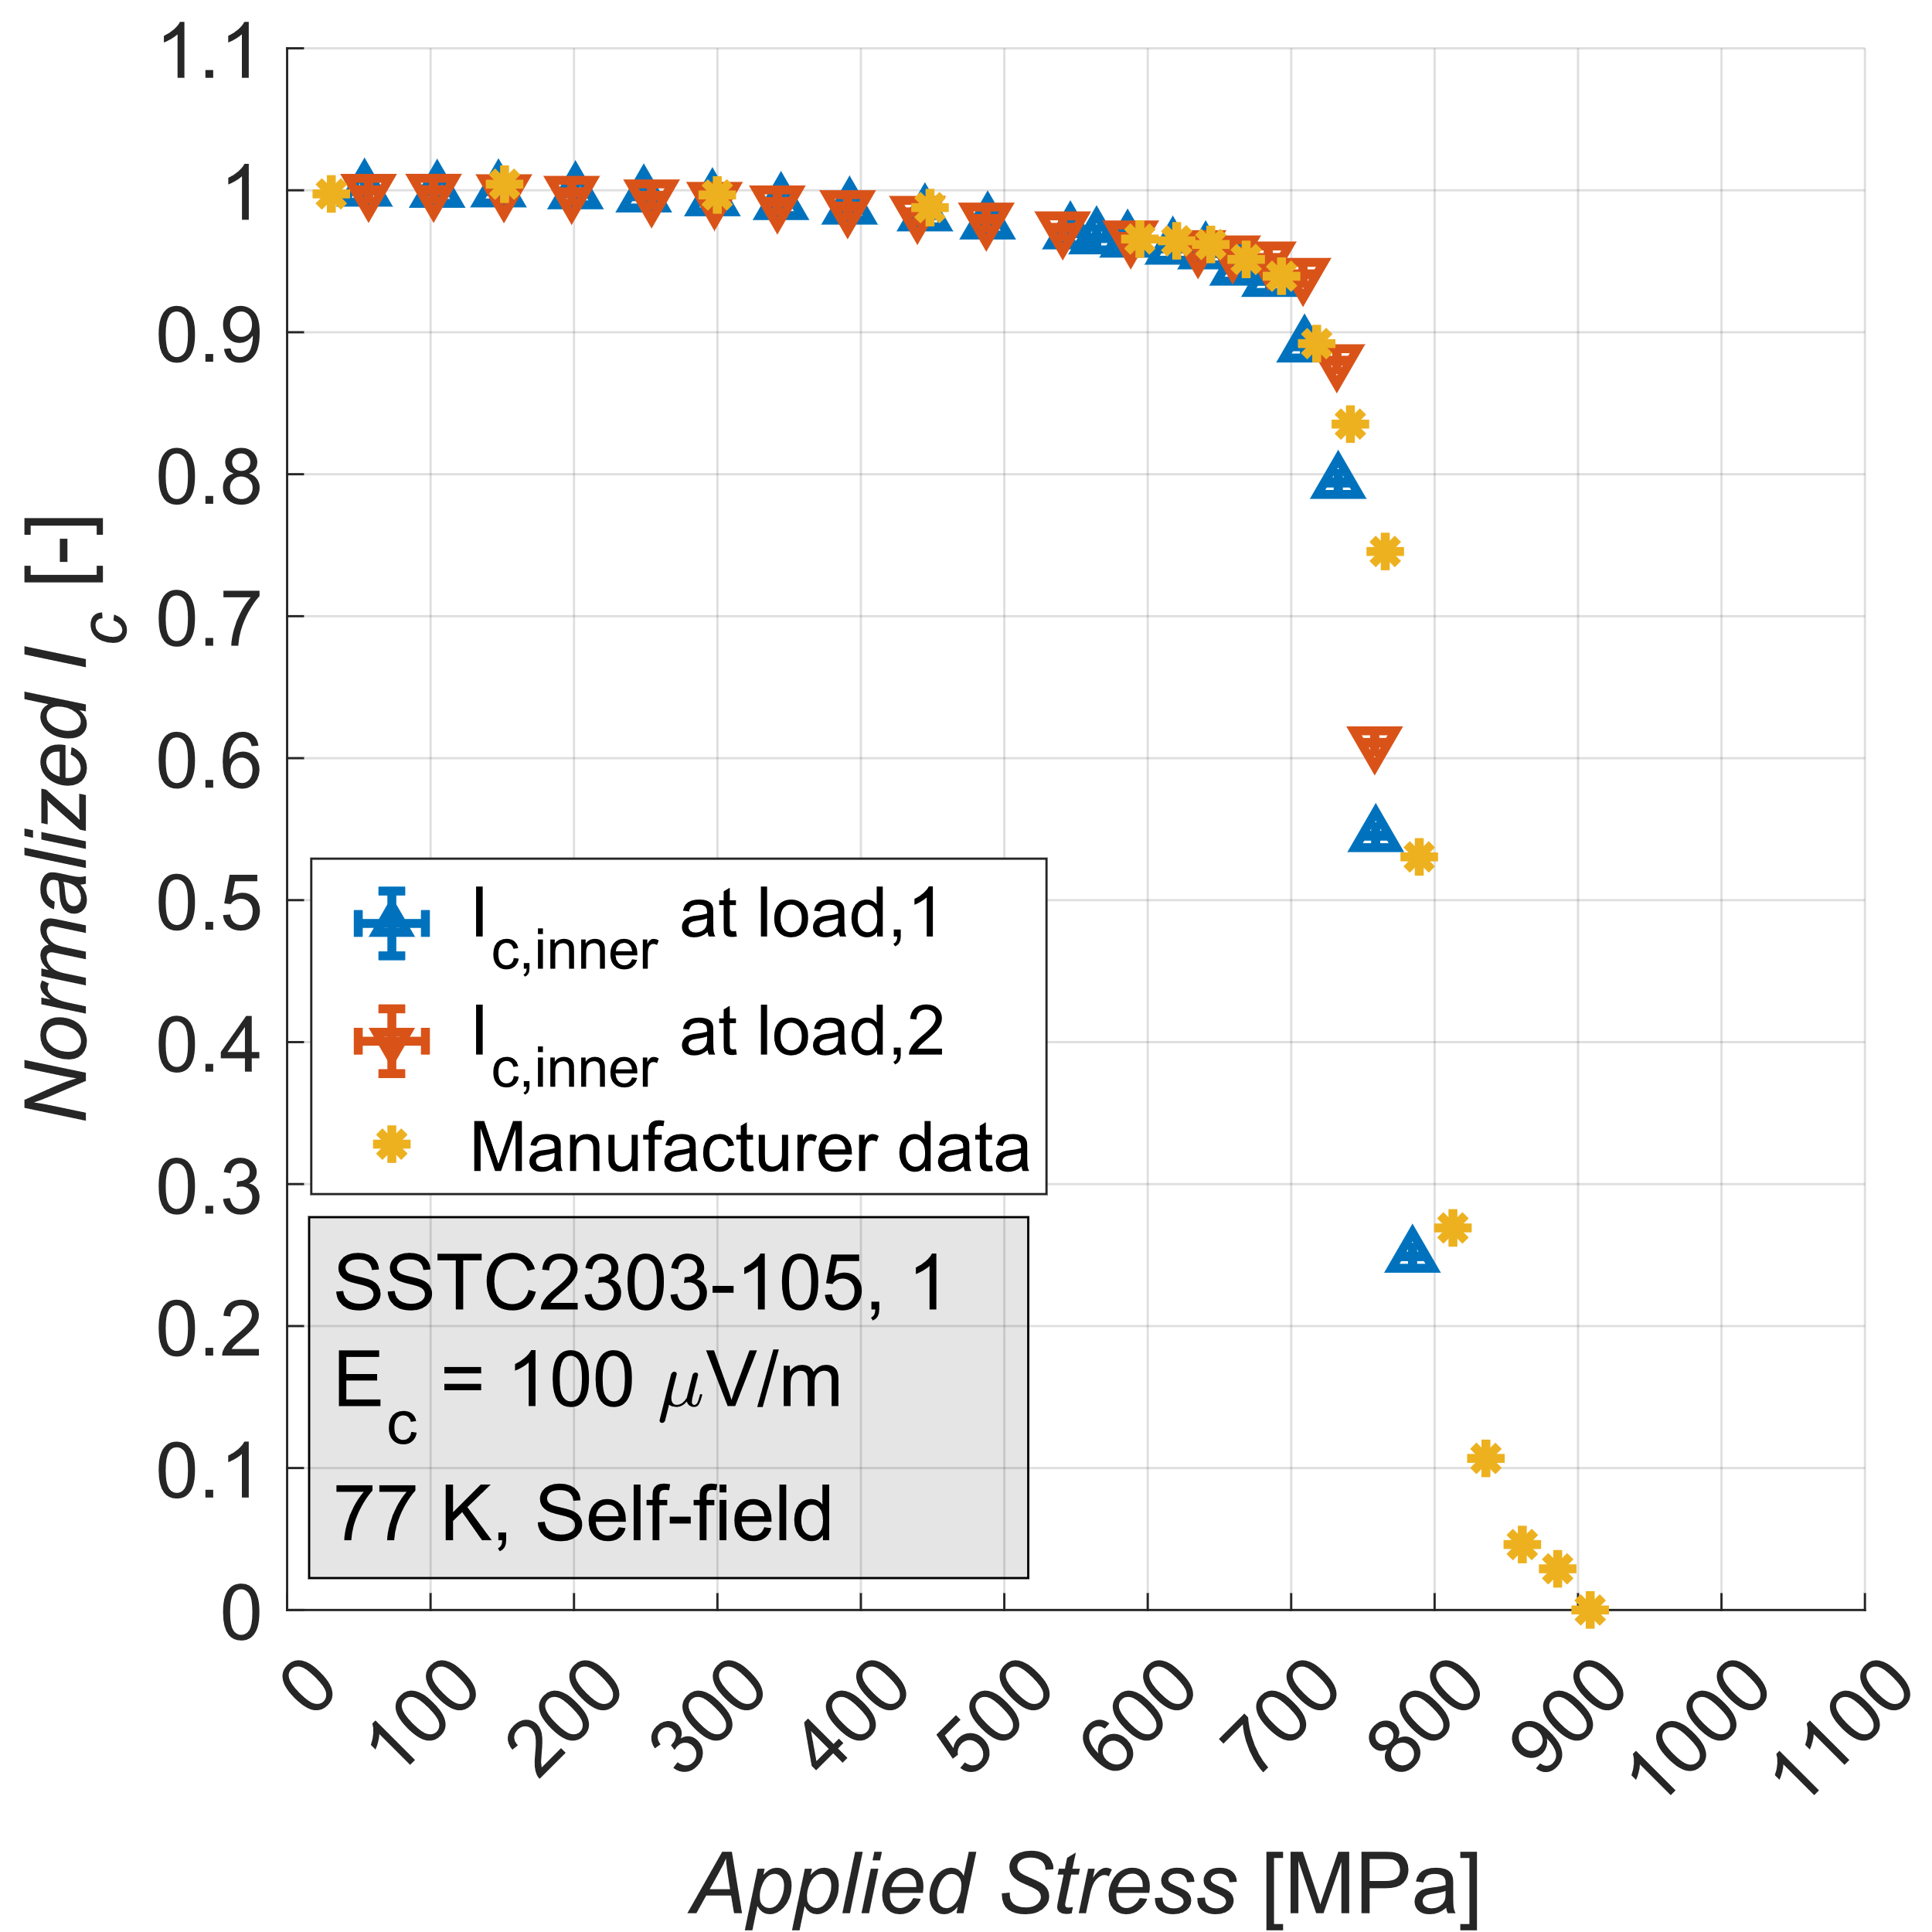 1.1
1
0.9
0.8
0.7
0.6
0.5
0.4
0.3
0.2
0.1
0
Normalized I_c [-]
I_c,inner at load,1
I_c,inner at load,2
Manufacturer data
SSTC2303-105, 1
E_c = 100 μV/m
77 K, Self-field
0 100 200 300 400 500 600 700 800 900 1000 1100
Applied Stress [MPa]